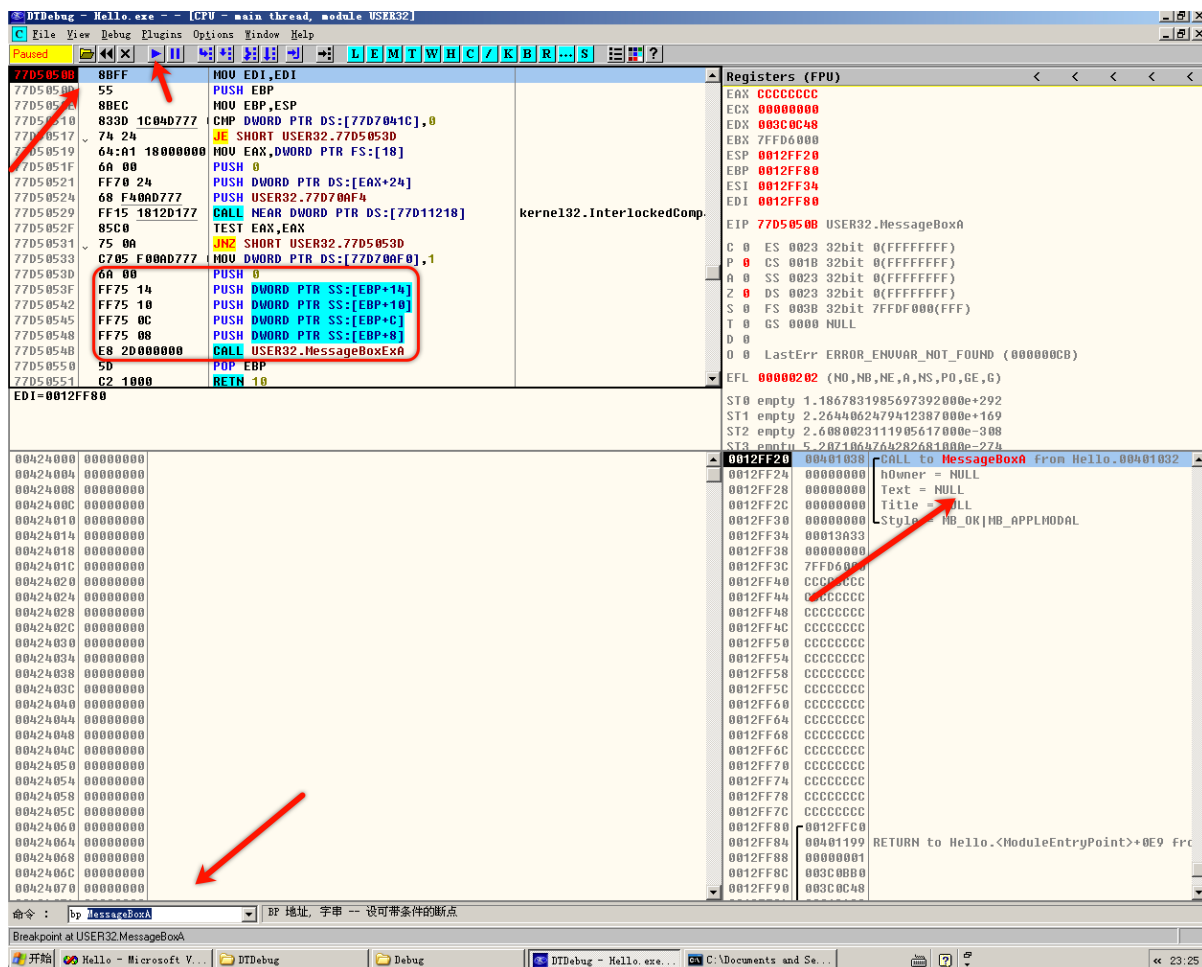 DTDebug - Hello.exe - - [CPU - main thread, module USER32]
C File View Debug Plugins Options Window Help
Paused L E M T W H C / K B R ... S ?
77D5050B 8BFF MOV EDI,EDI
77D5050D 55 PUSH EBP
8BEC MOV EBP,ESP
77D50510 833D 1C04D777 CMP DWORD PTR DS:[77D7041C],0
77D50517 74 24 JE SHORT USER32.77D5053D
77D50519 64:A1 18000000 MOV EAX,DWORD PTR FS:[18]
77D5051F 6A 00 PUSH 0
77D50521 FF70 24 PUSH DWORD PTR DS:[EAX+24]
77D50524 68 F40AD777 PUSH USER32.77D70AF4
77D50529 FF15 1812D177 CALL NEAR DWORD PTR DS:[77D11218] kernel32.InterlockedComp
77D5052F 85C0 TEST EAX,EAX
77D50531 75 0A JNZ SHORT USER32.77D5053D
77D50533 C705 F00AD777 MOV DWORD PTR DS:[77D70AF0],1
77D5053D 6A 00 PUSH 0
77D5053F FF75 14 PUSH DWORD PTR SS:[EBP+14]
77D50542 FF75 10 PUSH DWORD PTR SS:[EBP+10]
77D50545 FF75 0C PUSH DWORD PTR SS:[EBP+C]
77D50548 FF75 08 PUSH DWORD PTR SS:[EBP+8]
77D5054B E8 2D000000 CALL USER32.MessageBoxExA
77D50550 5D POP EBP
77D50551 C2 1000 RETN 10
EDI=0012FF80
Registers (FPU) < < < < <
EAX CCCCCCCC
ECX 00000000
EDX 003C0C48
EBX 7FFD6000
ESP 0012FF20
EBP 0012FF80
ESI 0012FF34
EDI 0012FF80
EIP 77D5050B USER32.MessageBoxA
C 0 ES 0023 32bit 0(FFFFFFFF)
P 0 CS 001B 32bit 0(FFFFFFFF)
A 0 SS 0023 32bit 0(FFFFFFFF)
Z 0 DS 0023 32bit 0(FFFFFFFF)
S 0 FS 003B 32bit 7FFDF000(FFF)
T 0 GS 0000 NULL
D 0
O 0 LastErr ERROR_ENVVAR_NOT_FOUND (000000CB)
EFL 00000202 (NO,NB,NE,A,NS,PO,GE,G)
ST0 empty 1.1867831985697392000e+292
ST1 empty 2.2644062479412387000e+169
ST2 empty 2.6080023111905617000e-308
ST3 empty 5.2071064764282681000e-274
00424000 00000000
00424004 00000000
00424008 00000000
0042400C 00000000
00424010 00000000
00424014 00000000
00424018 00000000
0042401C 00000000
00424020 00000000
00424024 00000000
00424028 00000000
0042402C 00000000
00424030 00000000
00424034 00000000
00424038 00000000
0042403C 00000000
00424040 00000000
00424044 00000000
00424048 00000000
0042404C 00000000
00424050 00000000
00424054 00000000
00424058 00000000
0042405C 00000000
00424060 00000000
00424064 00000000
00424068 00000000
0042406C 00000000
00424070 00000000
0012FF20 00401038 CALL to MessageBoxA from Hello.00401032
0012FF24 00000000 hOwner = NULL
0012FF28 00000000 Text = NULL
0012FF2C 00000000 Title = NULL
0012FF30 00000000 Style = MB_OK|MB_APPLMODAL
0012FF34 00013A33
0012FF38 00000000
0012FF3C 7FFD6000
0012FF40 CCCCCCCC
0012FF44 CCCCCCCC
0012FF48 CCCCCCCC
0012FF4C CCCCCCCC
0012FF50 CCCCCCCC
0012FF54 CCCCCCCC
0012FF58 CCCCCCCC
0012FF5C CCCCCCCC
0012FF60 CCCCCCCC
0012FF64 CCCCCCCC
0012FF68 CCCCCCCC
0012FF6C CCCCCCCC
0012FF70 CCCCCCCC
0012FF74 CCCCCCCC
0012FF78 CCCCCCCC
0012FF7C CCCCCCCC
0012FF80 0012FFC0
0012FF84 00401199 RETURN to Hello.<ModuleEntryPoint>+0E9 fro
0012FF88 00000001
0012FF8C 003C0BB0
0012FF90 003C0C48
命令 : bp MessageBoxA BP 地址, 字串 -- 设可带条件的断点
Breakpoint at USER32.MessageBoxA
开始 Hello - Microsoft V... DTDebug Debug DTDebug - Hello.exe... C:\Documents and Se... « 23:25